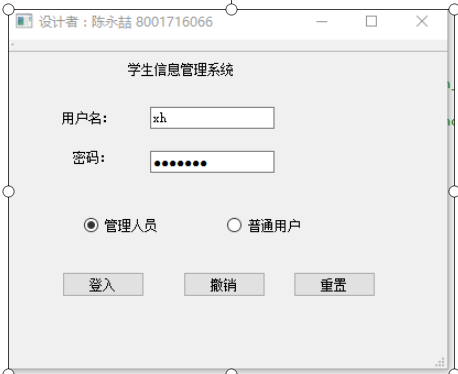 设计者：陈永喆 8001716066
学生信息管理系统
用户名：
xh
密码：
管理人员
普通用户
登入
撤销
重置